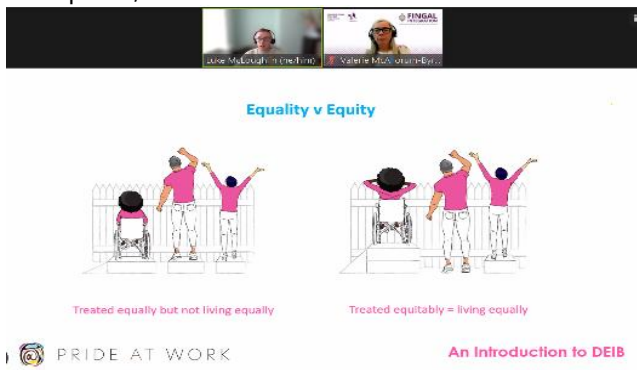 FINGAL
Luke McLoughlin (he/him)
Valerie McA
Equality v Equity
Treated equally but not living equally
Treated equitably = living equally
PRIDE AT WORK
An Introduction to DEIB